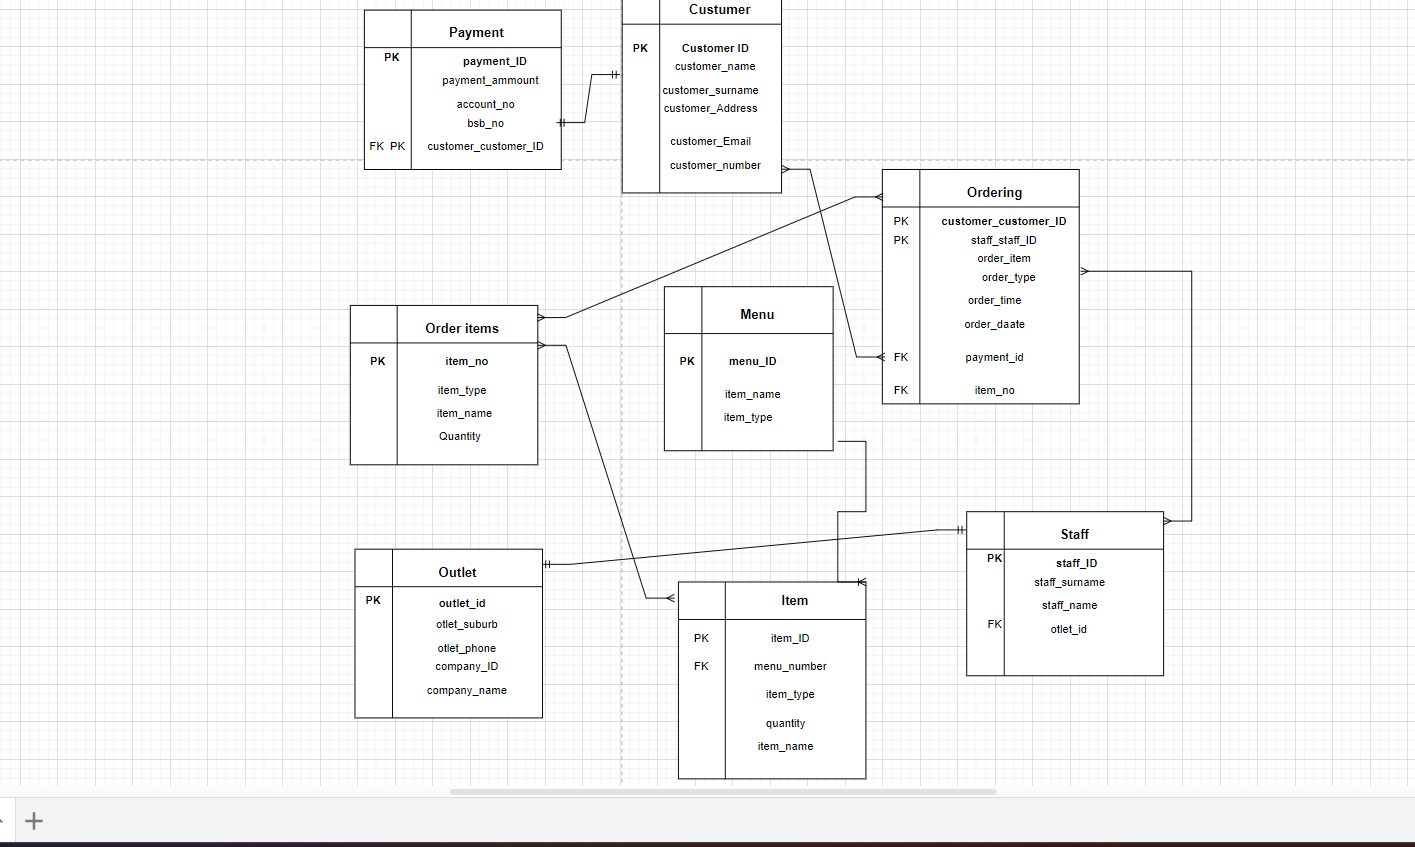 Payment
PK payment_ID
payment_ammount
account_no
bsb_no
FK PK customer_customer_ID
Custumer
PK Customer ID
customer_name
customer_surname
customer_Address
customer_Email
customer_number
Ordering
PK customer_customer_ID
PK staff_staff_ID
order_item
order_type
order_time
order_daate
FK payment_id
FK item_no
Order items
PK item_no
item_type
item_name
Quantity
Menu
PK menu_ID
item_name
item_type
Outlet
PK outlet_id
otlet_suburb
otlet_phone
company_ID
company_name
Item
PK item_ID
FK menu_number
item_type
quantity
item_name
Staff
PK staff_ID
staff_surname
staff_name
FK otlet_id